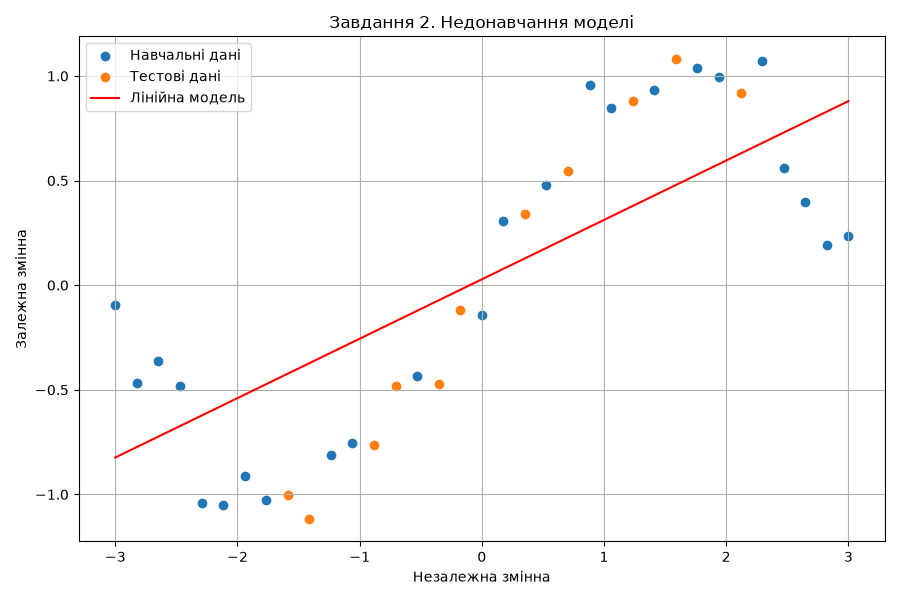 Завдання 2. Недонавчання моделі
Навчальні дані
Тестові дані
Лінійна модель
Залежна змінна
1.0
0.5
0.0
−0.5
−1.0
−3
−2
−1
0
1
2
3
Незалежна змінна